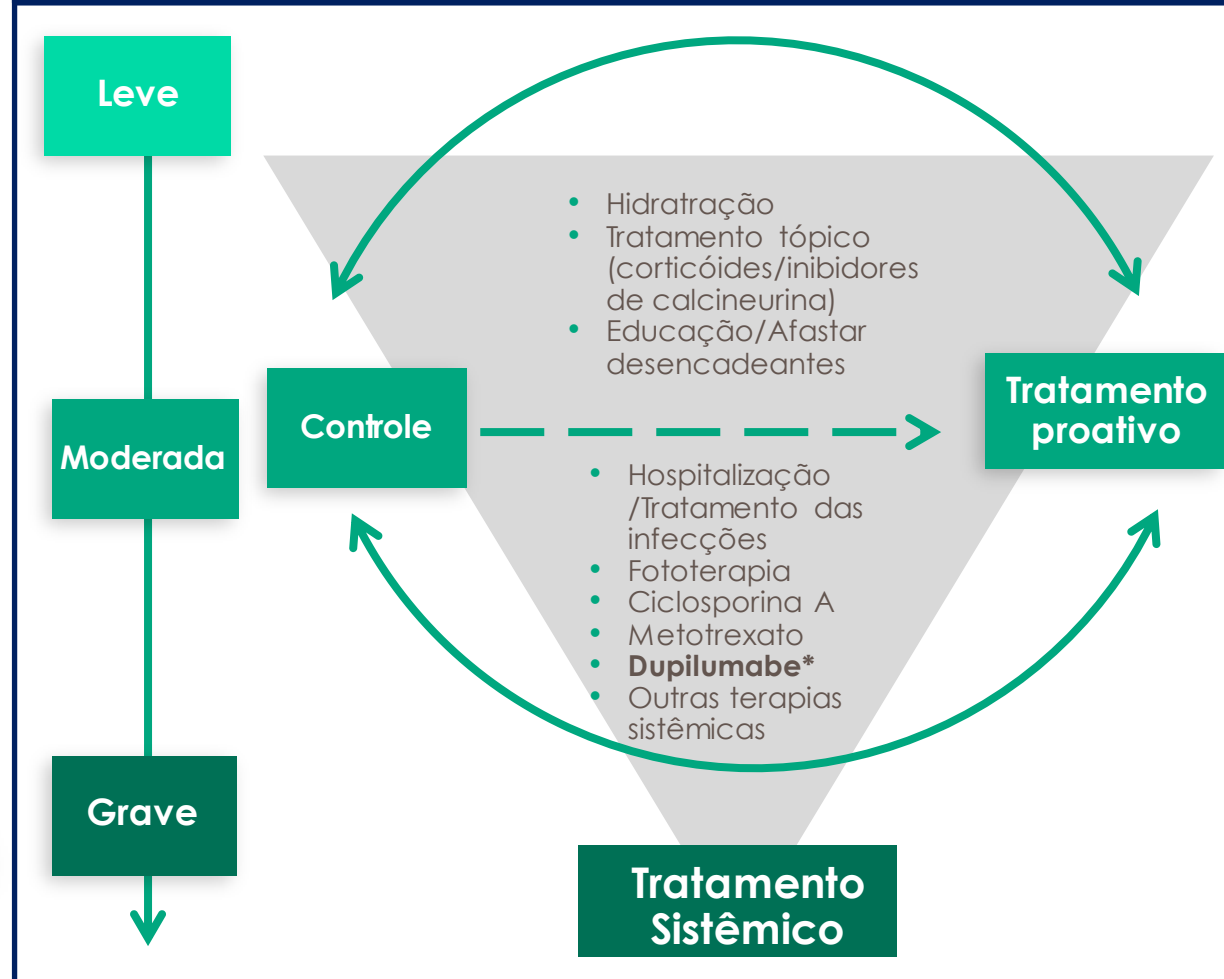 Leve
• Hidratração
• Tratamento tópico
(corticóides/inibidores
de calcineurina)
• Educação/Afastar
desencadeantes
Controle
Tratamento
proativo
Moderada
• Hospitalização
/Tratamento das
infecções
• Fototerapia
• Ciclosporina A
• Metotrexato
• Dupilumabe*
• Outras terapias
sistêmicas
Grave
Tratamento
Sistêmico